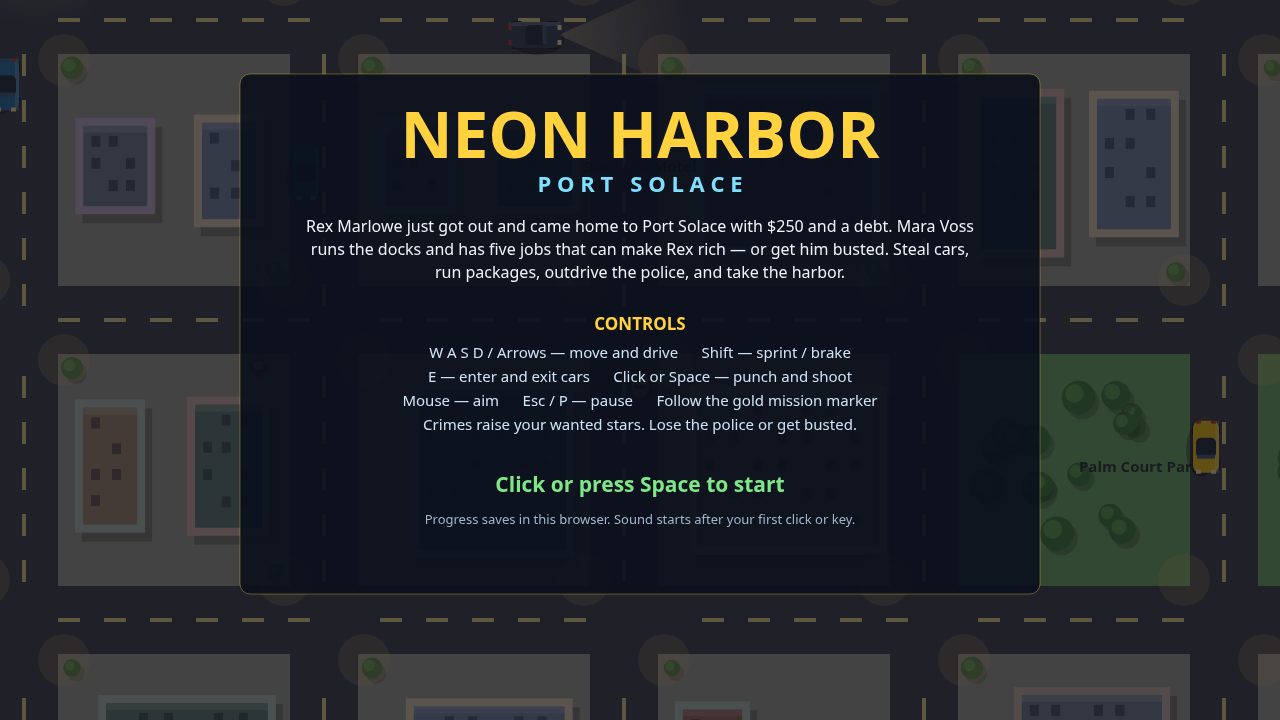 NEON HARBOR
PORT SOLACE
Rex Marlowe just got out and came home to Port Solace with $250 and a debt. Mara Voss
runs the docks and has five jobs that can make Rex rich — or get him busted. Steal cars,
run packages, outdrive the police, and take the harbor.
CONTROLS
W A S D / Arrows — move and drive Shift — sprint / brake
E — enter and exit cars Click or Space — punch and shoot
Mouse — aim Esc / P — pause Follow the gold mission marker
Crimes raise your wanted stars. Lose the police or get busted.
Palm Court Par
Click or press Space to start
Progress saves in this browser. Sound starts after your first click or key.